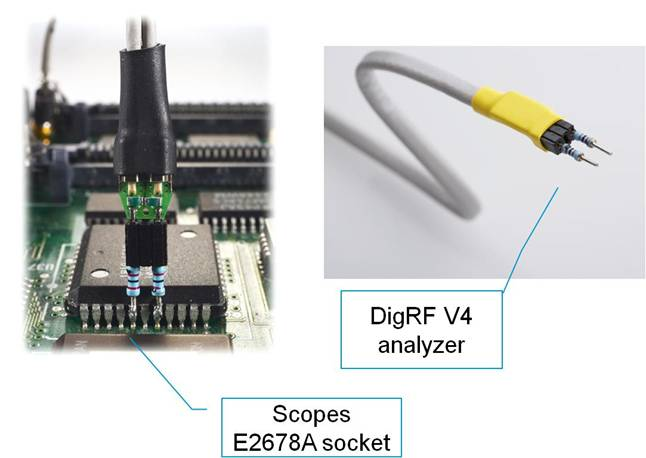 DigRF V4
analyzer
Scopes
E2678A socket